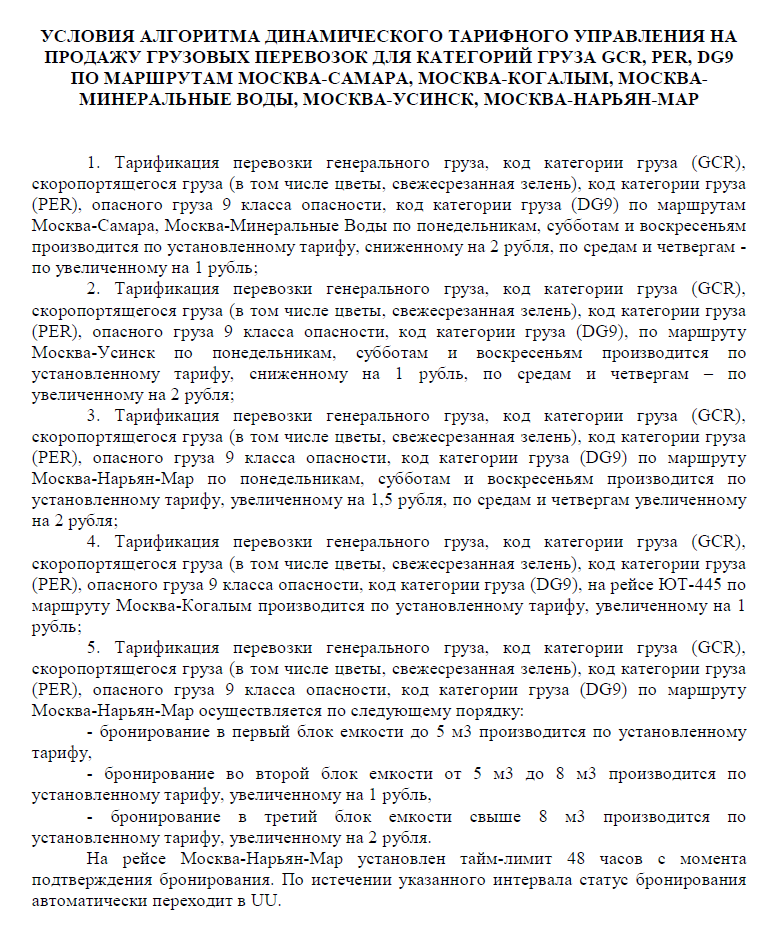 УСЛОВИЯ АЛГОРИТМА ДИНАМИЧЕСКОГО ТАРИФНОГО УПРАВЛЕНИЯ НА
ПРОДАЖУ ГРУЗОВЫХ ПЕРЕВОЗОК ДЛЯ КАТЕГОРИЙ ГРУЗА GCR, PER, DG9
ПО МАРШРУТАМ МОСКВА-САМАРА, МОСКВА-КОГАЛЫМ, МОСКВА-
МИНЕРАЛЬНЫЕ ВОДЫ, МОСКВА-УСИНСК, МОСКВА-НАРЬЯН-МАР
1. Тарификация перевозки генерального груза, код категории груза (GCR),
скоропортящегося груза (в том числе цветы, свежесрезанная зелень), код категории груза
(PER), опасного груза 9 класса опасности, код категории груза (DG9) по маршрутам
Москва-Самара, Москва-Минеральные Воды по понедельникам, субботам и воскресеньям
производится по установленному тарифу, сниженному на 2 рубля, по средам и четвергам -
по увеличенному на 1 рубль;
2. Тарификация перевозки генерального груза, код категории груза (GCR),
скоропортящегося груза (в том числе цветы, свежесрезанная зелень), код категории груза
(PER), опасного груза 9 класса опасности, код категории груза (DG9), по маршруту
Москва-Усинск по понедельникам, субботам и воскресеньям производится по
установленному тарифу, сниженному на 1 рубль, по средам и четвергам – по
увеличенному на 2 рубля;
3. Тарификация перевозки генерального груза, код категории груза (GCR),
скоропортящегося груза (в том числе цветы, свежесрезанная зелень), код категории груза
(PER), опасного груза 9 класса опасности, код категории груза (DG9) по маршруту
Москва-Нарьян-Мар по понедельникам, субботам и воскресеньям производится по
установленному тарифу, увеличенному на 1,5 рубля, по средам и четвергам увеличенному
на 2 рубля;
4. Тарификация перевозки генерального груза, код категории груза (GCR),
скоропортящегося груза (в том числе цветы, свежесрезанная зелень), код категории груза
(PER), опасного груза 9 класса опасности, код категории груза (DG9), на рейсе ЮТ-445 по
маршруту Москва-Когалым производится по установленному тарифу, увеличенному на 1
рубль;
5. Тарификация перевозки генерального груза, код категории груза (GCR),
скоропортящегося груза (в том числе цветы, свежесрезанная зелень), код категории груза
(PER), опасного груза 9 класса опасности, код категории груза (DG9) по маршруту
Москва-Нарьян-Мар осуществляется по следующему порядку:
- бронирование в первый блок емкости до 5 м3 производится по установленному
тарифу,
- бронирование во второй блок емкости от 5 м3 до 8 м3 производится по
установленному тарифу, увеличенному на 1 рубль,
- бронирование в третий блок емкости свыше 8 м3 производится по
установленному тарифу, увеличенному на 2 рубля.
На рейсе Москва-Нарьян-Мар установлен тайм-лимит 48 часов с момента
подтверждения бронирования. По истечении указанного интервала статус бронирования
автоматически переходит в UU.